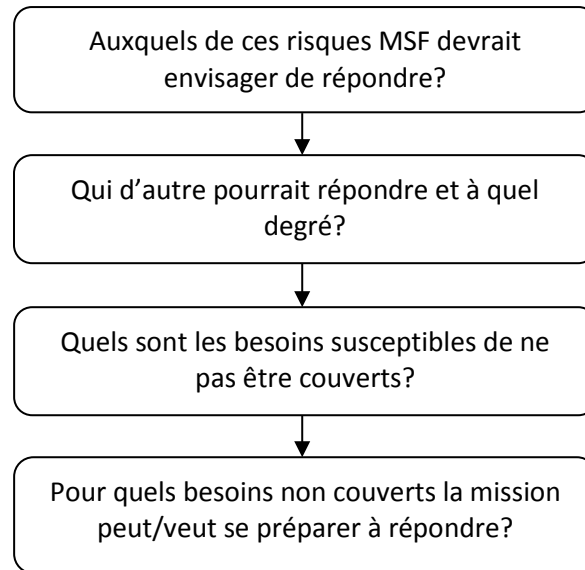 Auxquels de ces risques MSF devrait
envisager de répondre?
Qui d’autre pourrait répondre et à quel
degré?
Quels sont les besoins susceptibles de ne
pas être couverts?
Pour quels besoins non couverts la mission
peut/veut se préparer à répondre?